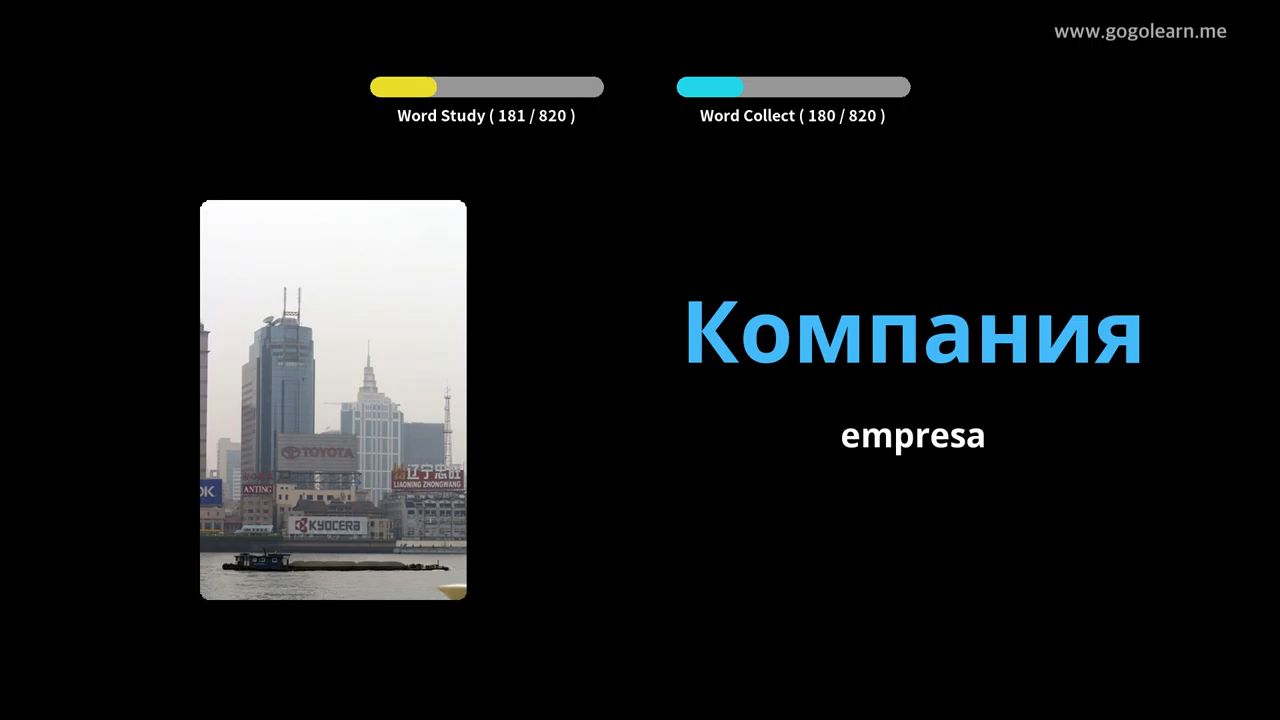 www.gogolearn.me
Word Study ( 181 / 820 )
Word Collect ( 180 / 820 )
Компания
empresa
TOYOTA
辽宁忠旺
LIAONING ZHONGWANG
ANTING
KYOCERA